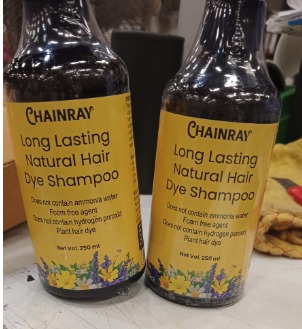 CHAINRAY
Long Lasting
Natural Hair
Dye Shampoo
Does not contain ammonia water
Foam free agent
Does not contain hydrogen peroxid
Plant hair dye
Net Vol. 250 ml
CHAINRAY
Long Lasting
Natural Hair
Dye Shampoo
Does not contain ammonia water
Foam free agent
Does not contain hydrogen peroxid
Plant hair dye
Net Vol. 250 ml